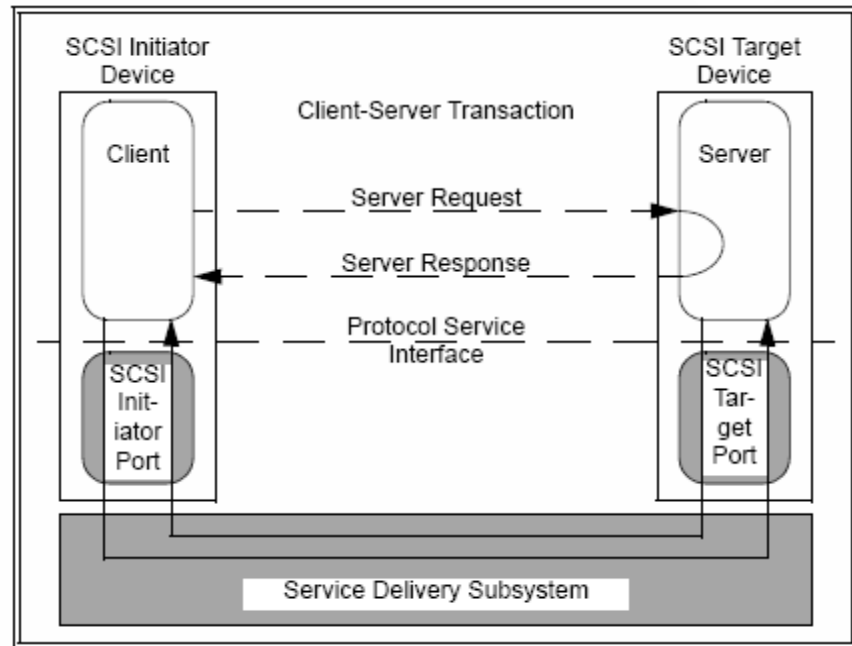 SCSI Initiator
Device
SCSI Target
Device
Client-Server Transaction
Client
Server
Server Request
Server Response
Protocol Service
Interface
SCSI
Init-
iator
Port
SCSI
Tar-
get
Port
Service Delivery Subsystem